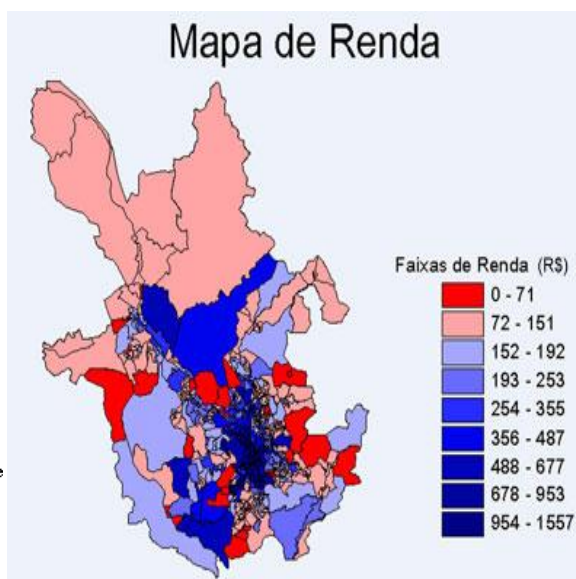 Mapa de Renda
Faixas de Renda (R$)
0 - 71
72 - 151
152 - 192
193 - 253
254 - 355
356 - 487
488 - 677
678 - 953
954 - 1557
e